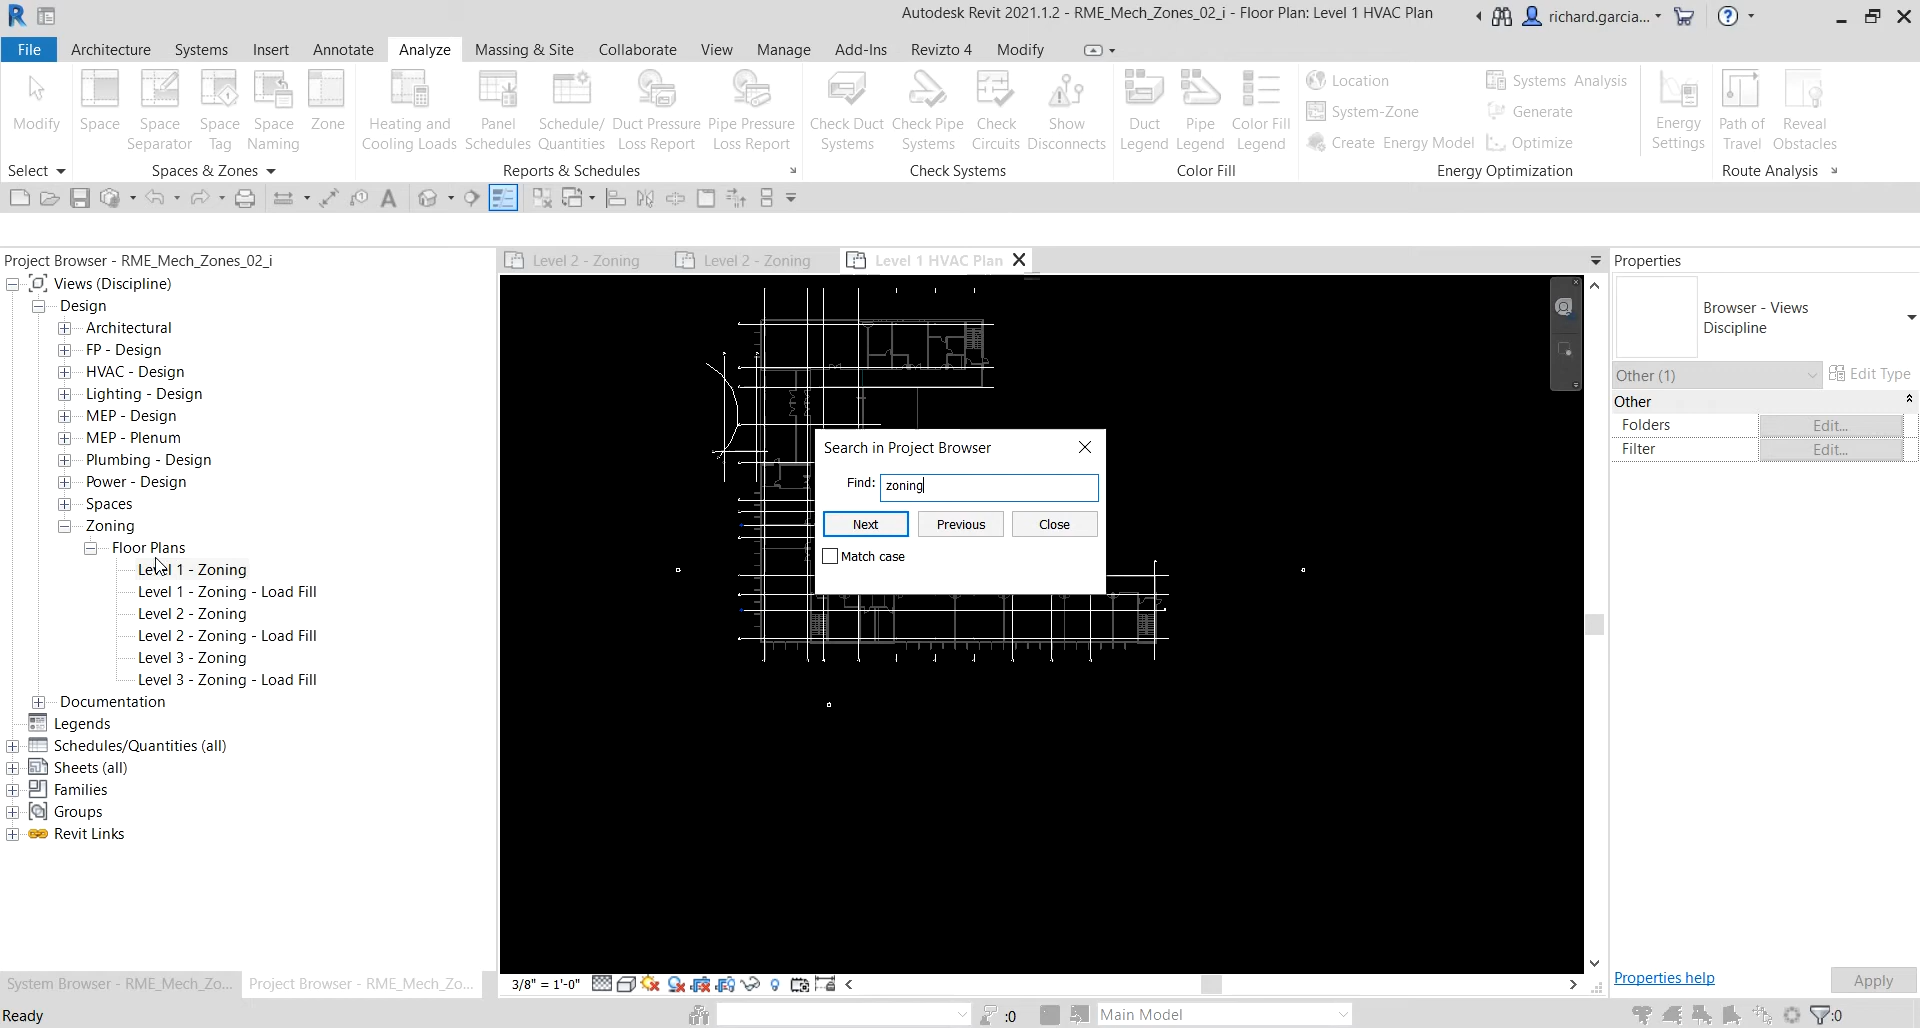 Autodesk Revit 2021.1.2 - RME_Mech_Zones_02_i - Floor Plan: Level 1 HVAC Plan
richard.garcia...
File Architecture Systems Insert Annotate Analyze Massing & Site Collaborate View Manage Add-Ins Revizto 4 Modify
Modify
Space
Space Separator
Space Tag
Space Naming
Zone
Heating and Cooling Loads
Panel Schedules
Schedule/ Quantities
Duct Pressure Loss Report
Pipe Pressure Loss Report
Check Duct Systems
Check Pipe Systems
Check Circuits
Show Disconnects
Duct Legend
Pipe Legend
Color Fill Legend
Location
System-Zone
Create Energy Model
Systems Analysis
Generate
Optimize
Energy Settings
Path of Travel
Reveal Obstacles
Select Spaces & Zones Reports & Schedules Check Systems Color Fill Energy Optimization Route Analysis
Project Browser - RME_Mech_Zones_02_i
Views (Discipline)
Design
Architectural
FP - Design
HVAC - Design
Lighting - Design
MEP - Design
MEP - Plenum
Plumbing - Design
Power - Design
Spaces
Zoning
Floor Plans
Level 1 - Zoning
Level 1 - Zoning - Load Fill
Level 2 - Zoning
Level 2 - Zoning - Load Fill
Level 3 - Zoning
Level 3 - Zoning - Load Fill
Documentation
Legends
Schedules/Quantities (all)
Sheets (all)
Families
Groups
Revit Links
System Browser - RME_Mech_Zo...
Project Browser - RME_Mech_Zo...
Level 2 - Zoning
Level 2 - Zoning
Level 1 HVAC Plan
Search in Project Browser
Find: zoning
Next Previous Close
Match case
3/8" = 1'-0"
Properties
Browser - Views
Discipline
Other (1)
Edit Type
Other
Folders Edit...
Filter Edit...
Properties help
Apply
Ready
:0
Main Model
:0